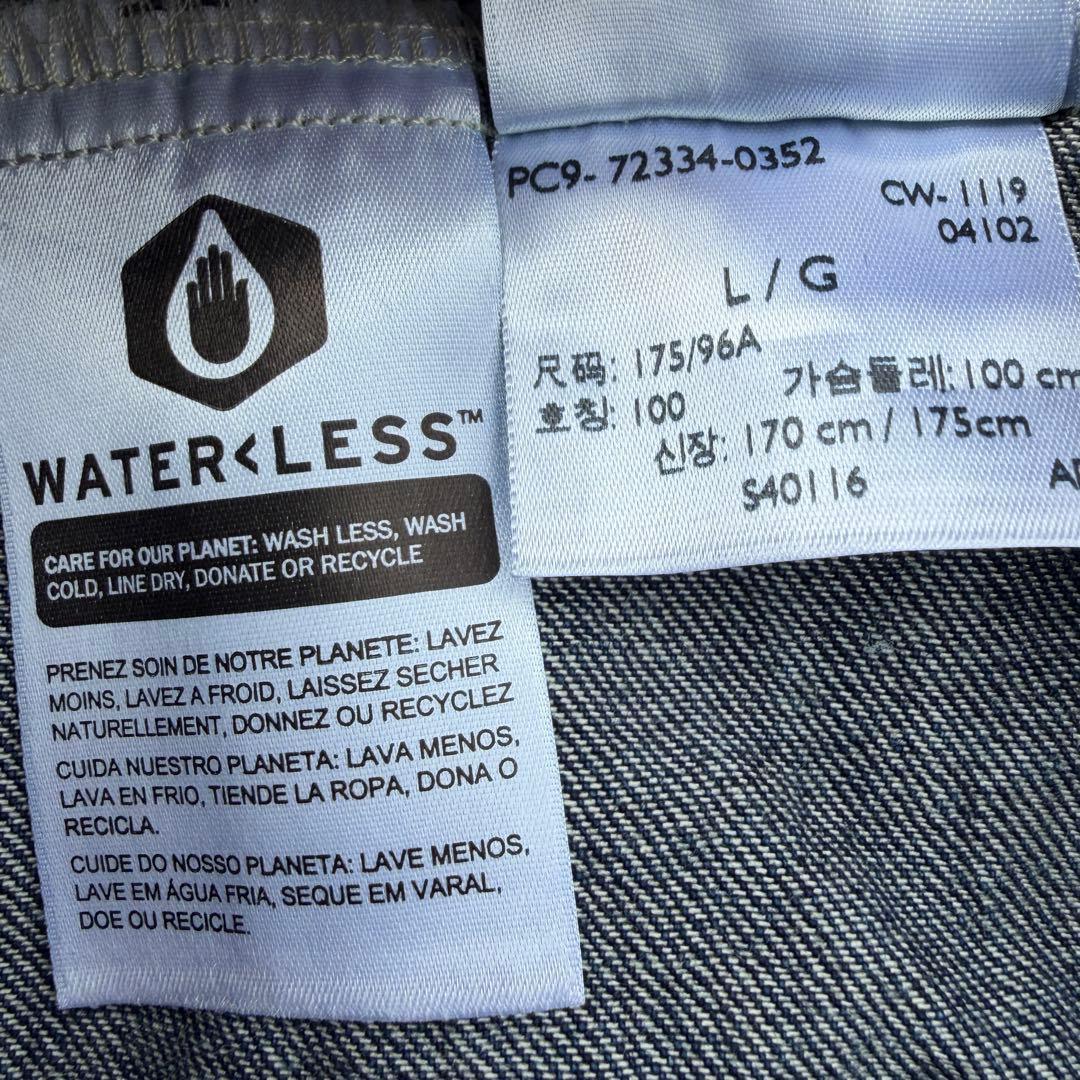 WATER<LESS™
CARE FOR OUR PLANET: WASH LESS, WASH
COLD, LINE DRY, DONATE OR RECYCLE
PRENEZ SOIN DE NOTRE PLANETE: LAVEZ
MOINS, LAVEZ A FROID, LAISSEZ SECHER
NATURELLEMENT, DONNEZ OU RECYCLEZ
CUIDA NUESTRO PLANETA: LAVA MENOS,
LAVA EN FRIO, TIENDE LA ROPA, DONA O
RECICLA.
CUIDE DO NOSSO PLANETA: LAVE MENOS,
LAVE EM ÁGUA FRIA, SEQUE EM VARAL,
DOE OU RECICLE.
PC9- 72334-0352
CW- 1119
04102
L / G
尺码: 175/96A
가슴둘레: 100 cm
호칭: 100
신장: 170 cm / 175cm
S40116